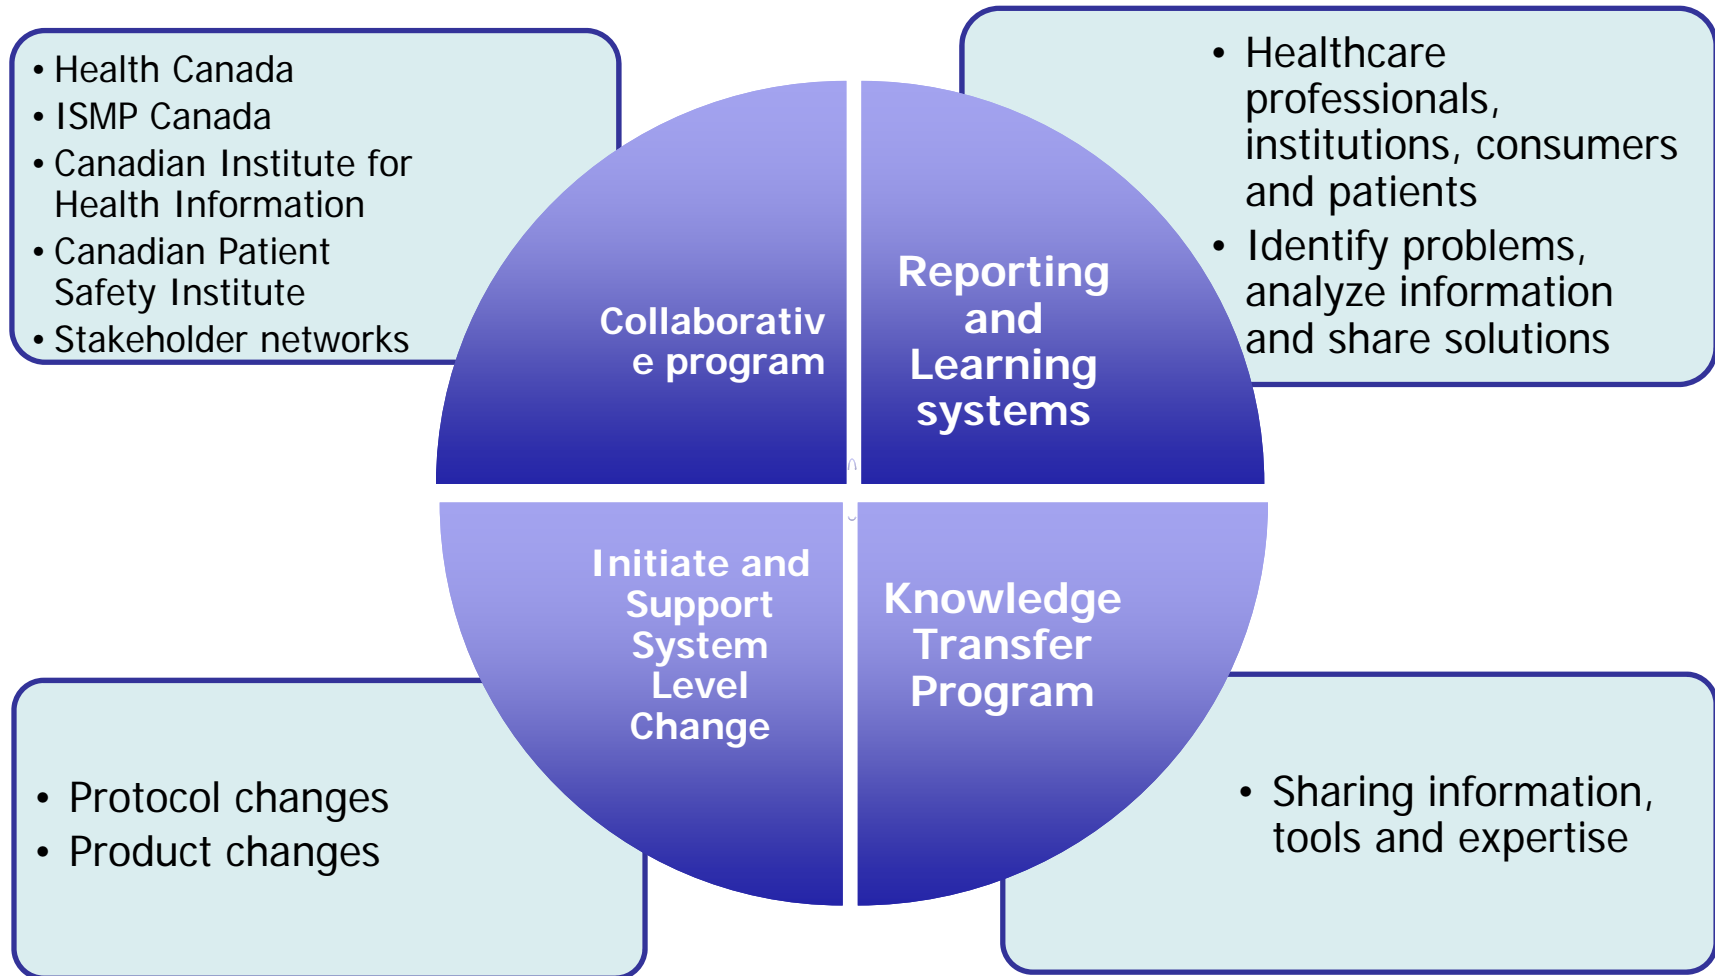 • Health Canada
• ISMP Canada
• Canadian Institute for
Health Information
• Canadian Patient
Safety Institute
• Stakeholder networks
• Healthcare
professionals,
institutions, consumers
and patients
• Identify problems,
analyze information
and share solutions
Collaborativ
e program
Reporting
and
Learning
systems
Initiate and
Support
System
Level
Change
Knowledge
Transfer
Program
• Protocol changes
• Product changes
• Sharing information,
tools and expertise